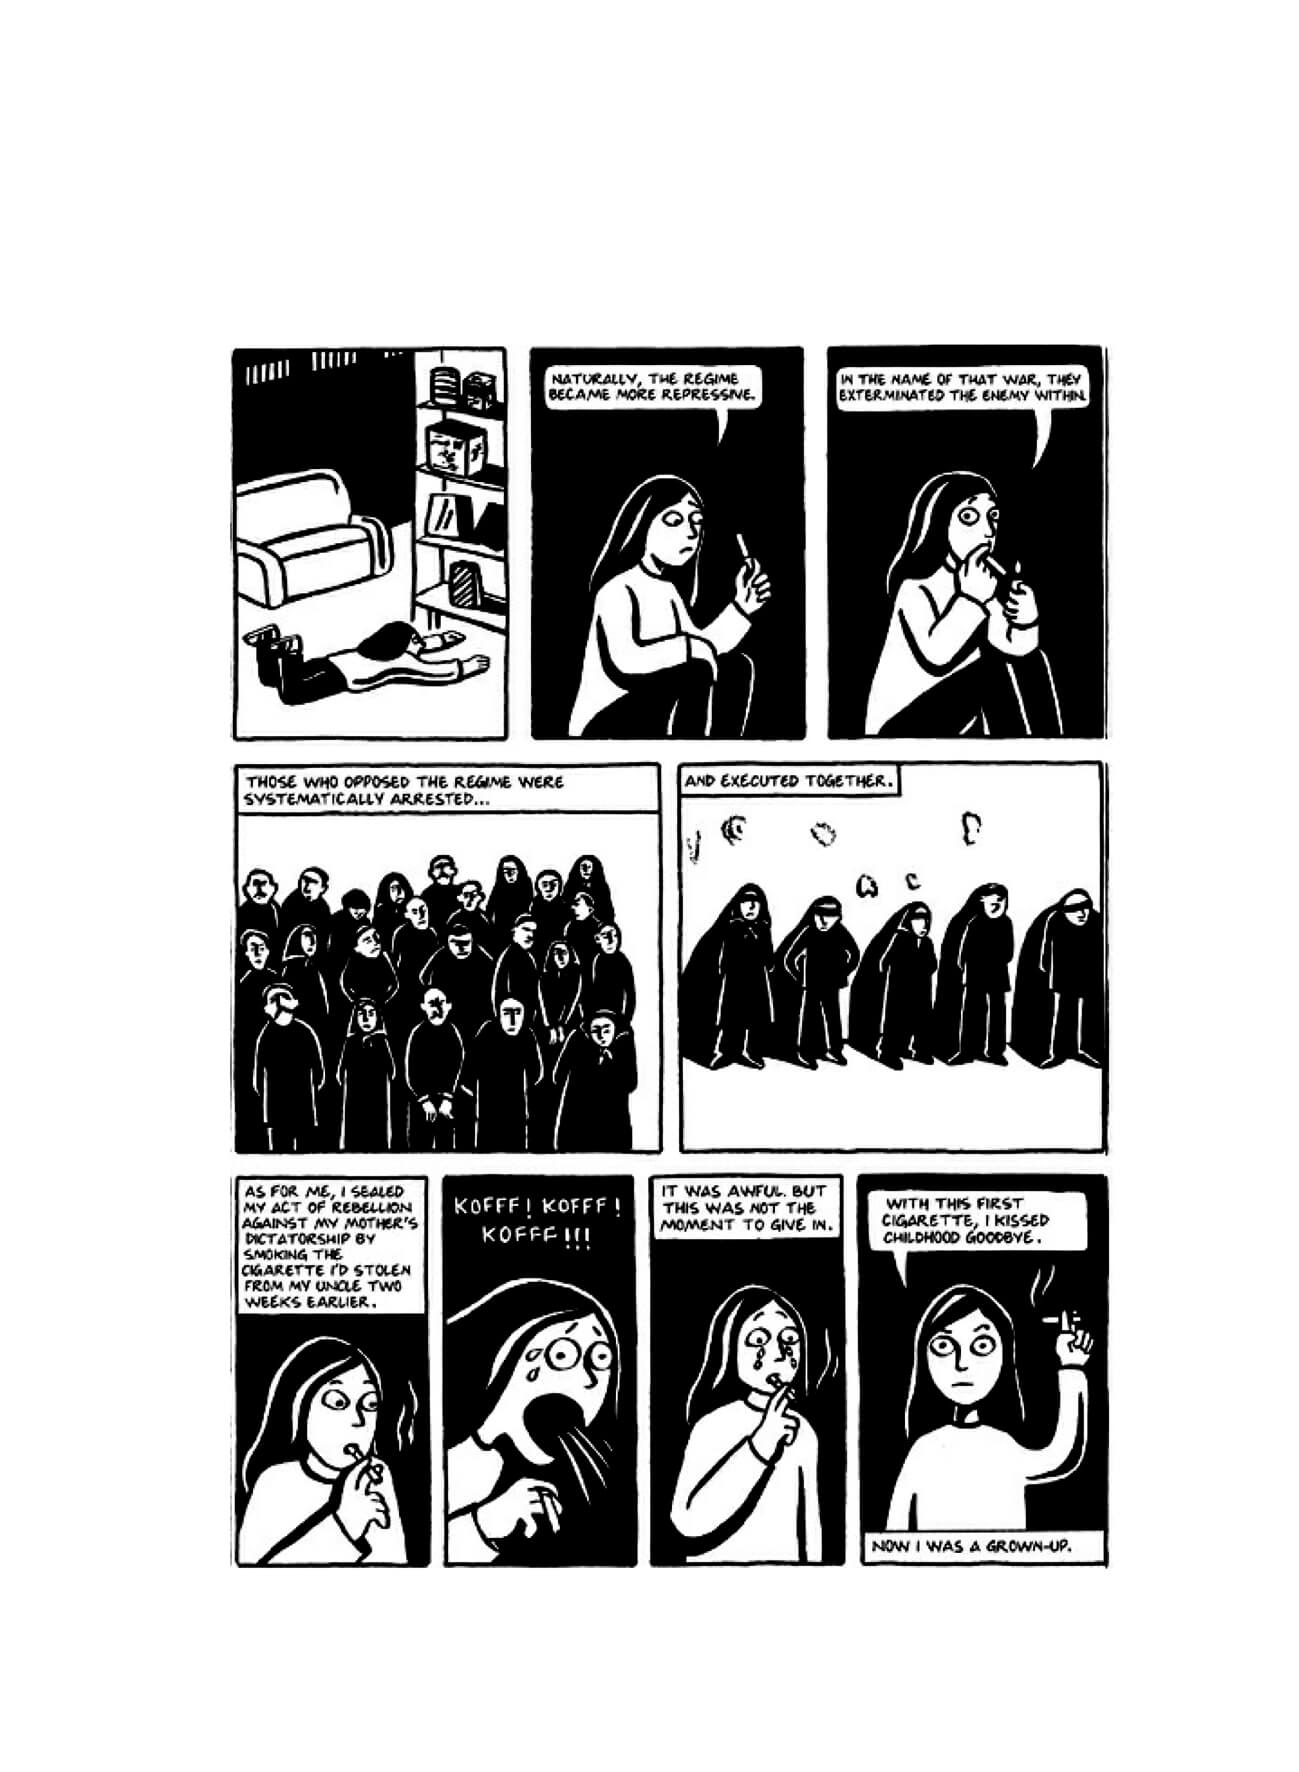 NATURALLY, THE REGIME
BECAME MORE REPRESSIVE.
IN THE NAME OF THAT WAR, THEY
EXTERMINATED THE ENEMY WITHIN.
THOSE WHO OPPOSED THE REGIME WERE
SYSTEMATICALLY ARRESTED...
AND EXECUTED TOGETHER.
AS FOR ME, I SEALED
MY ACT OF REBELLION
AGAINST MY MOTHER'S
DICTATORSHIP BY
SMOKING THE
CIGARETTE I'D STOLEN
FROM MY UNCLE TWO
WEEKS EARLIER.
KOFFF! KOFFF!
KOFFF!!!
IT WAS AWFUL. BUT
THIS WAS NOT THE
MOMENT TO GIVE IN.
WITH THIS FIRST
CIGARETTE, I KISSED
CHILDHOOD GOODBYE.
NOW I WAS A GROWN-UP.